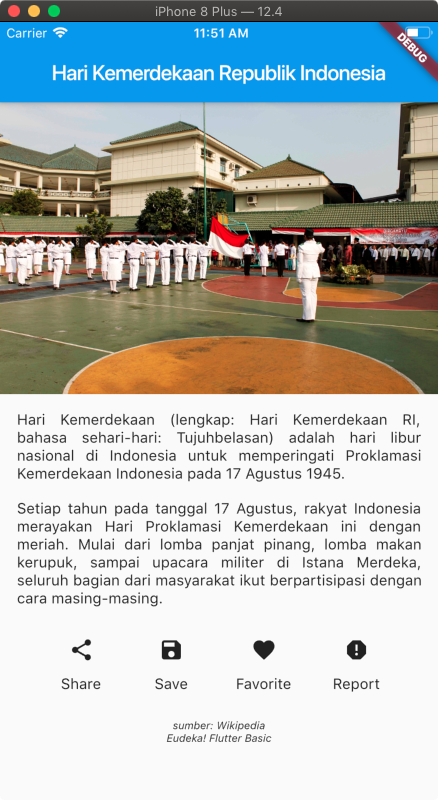 iPhone 8 Plus — 12.4
Carrier 11:51 AM
DEBUG
Hari Kemerdekaan Republik Indonesia
Hari Kemerdekaan (lengkap: Hari Kemerdekaan RI,
bahasa sehari-hari: Tujuhbelasan) adalah hari libur
nasional di Indonesia untuk memperingati Proklamasi
Kemerdekaan Indonesia pada 17 Agustus 1945.
Setiap tahun pada tanggal 17 Agustus, rakyat Indonesia
merayakan Hari Proklamasi Kemerdekaan ini dengan
meriah. Mulai dari lomba panjat pinang, lomba makan
kerupuk, sampai upacara militer di Istana Merdeka,
seluruh bagian dari masyarakat ikut berpartisipasi dengan
cara masing-masing.
Share Save Favorite Report
sumber: Wikipedia
Eudeka! Flutter Basic